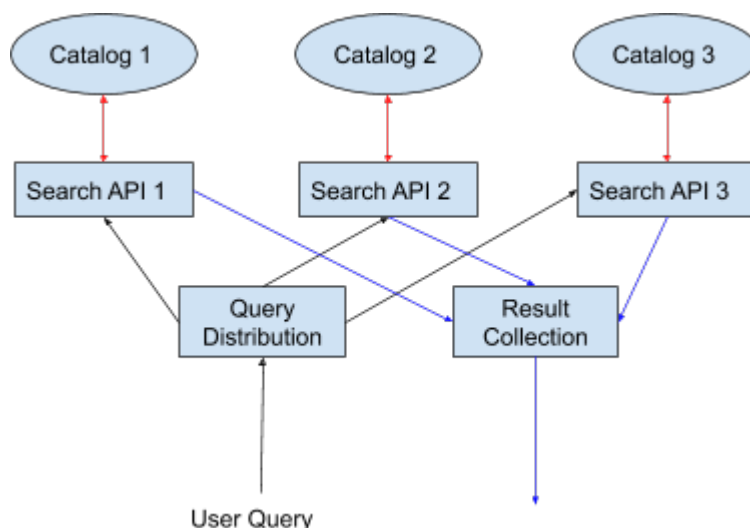 Catalog 1
Catalog 2
Catalog 3
Search API 1
Search API 2
Search API 3
Query
Distribution
Result
Collection
User Query